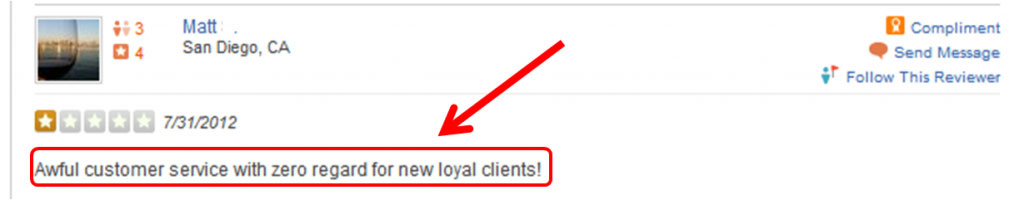 3 Matt . Compliment
4 San Diego, CA Send Message
Follow This Reviewer
7/31/2012
Awful customer service with zero regard for new loyal clients!